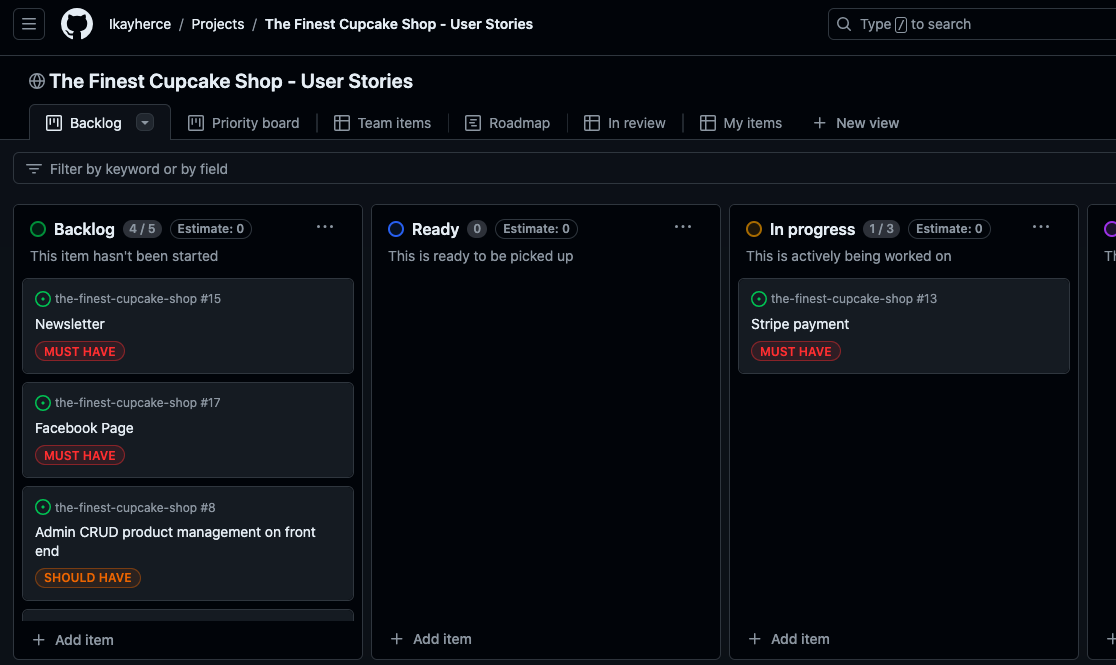 lkayherce / Projects / The Finest Cupcake Shop - User Stories
Type / to search
The Finest Cupcake Shop - User Stories
Backlog
Priority board
Team items
Roadmap
In review
My items
New view
Filter by keyword or by field
Backlog 4 / 5 Estimate: 0
This item hasn't been started
the-finest-cupcake-shop #15
Newsletter
MUST HAVE
the-finest-cupcake-shop #17
Facebook Page
MUST HAVE
the-finest-cupcake-shop #8
Admin CRUD product management on front
end
SHOULD HAVE
Add item
Ready 0 Estimate: 0
This is ready to be picked up
Add item
In progress 1 / 3 Estimate: 0
This is actively being worked on
the-finest-cupcake-shop #13
Stripe payment
MUST HAVE
Add item